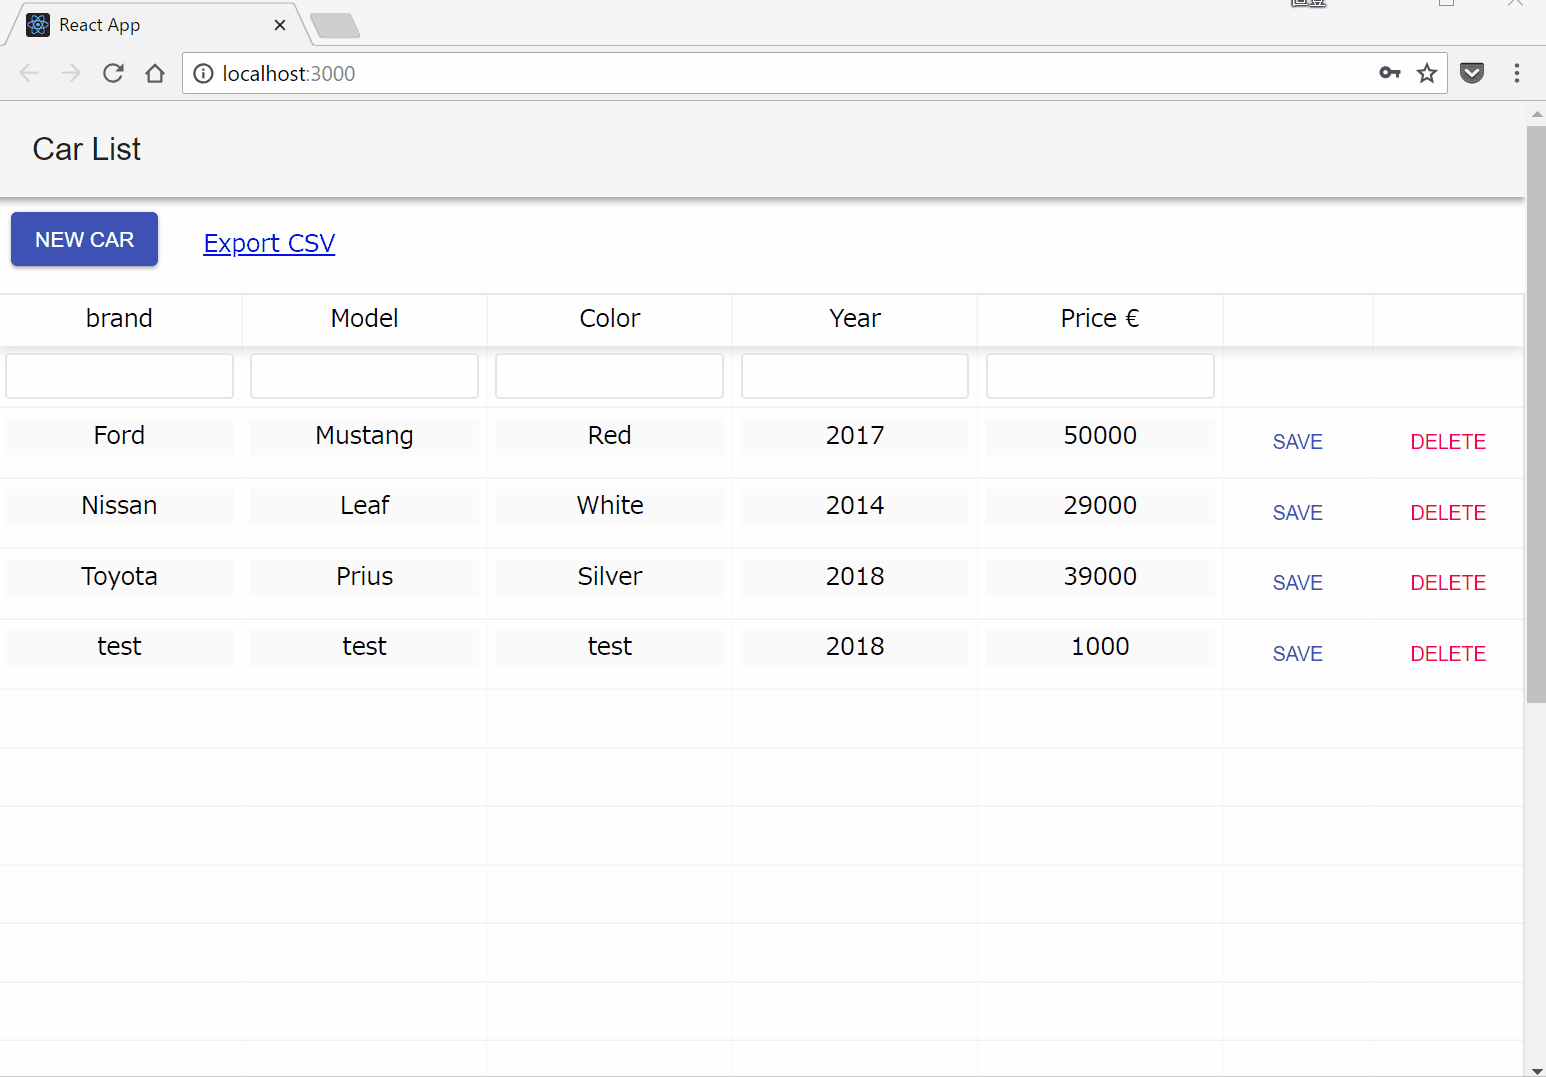 React App
localhost:3000
Car List
NEW CAR Export CSV
brand Model Color Year Price €
Ford Mustang Red 2017 50000 SAVE DELETE
Nissan Leaf White 2014 29000 SAVE DELETE
Toyota Prius Silver 2018 39000 SAVE DELETE
test test test 2018 1000 SAVE DELETE